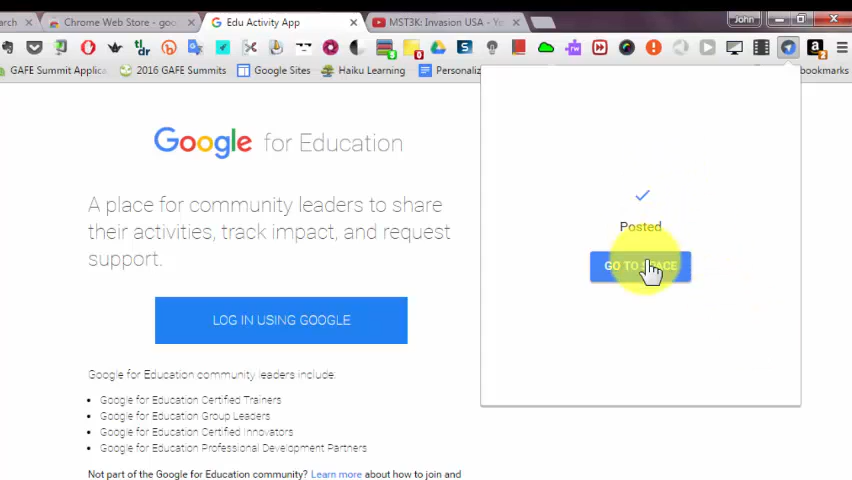 earch
Chrome Web Store - goo
Edu Activity App
MST3K: Invasion USA - Yo
John
GAFE Summit Applica
2016 GAFE Summits
Google Sites
Haiku Learning
Personaliz
bookmarks
Google for Education
A place for community leaders to share
their activities, track impact, and request
support.
LOG IN USING GOOGLE
Google for Education community leaders include:
Google for Education Certified Trainers
Google for Education Group Leaders
Google for Education Certified Innovators
Google for Education Professional Development Partners
Not part of the Google for Education community? Learn more about how to join and
Posted
GO TO SPACE